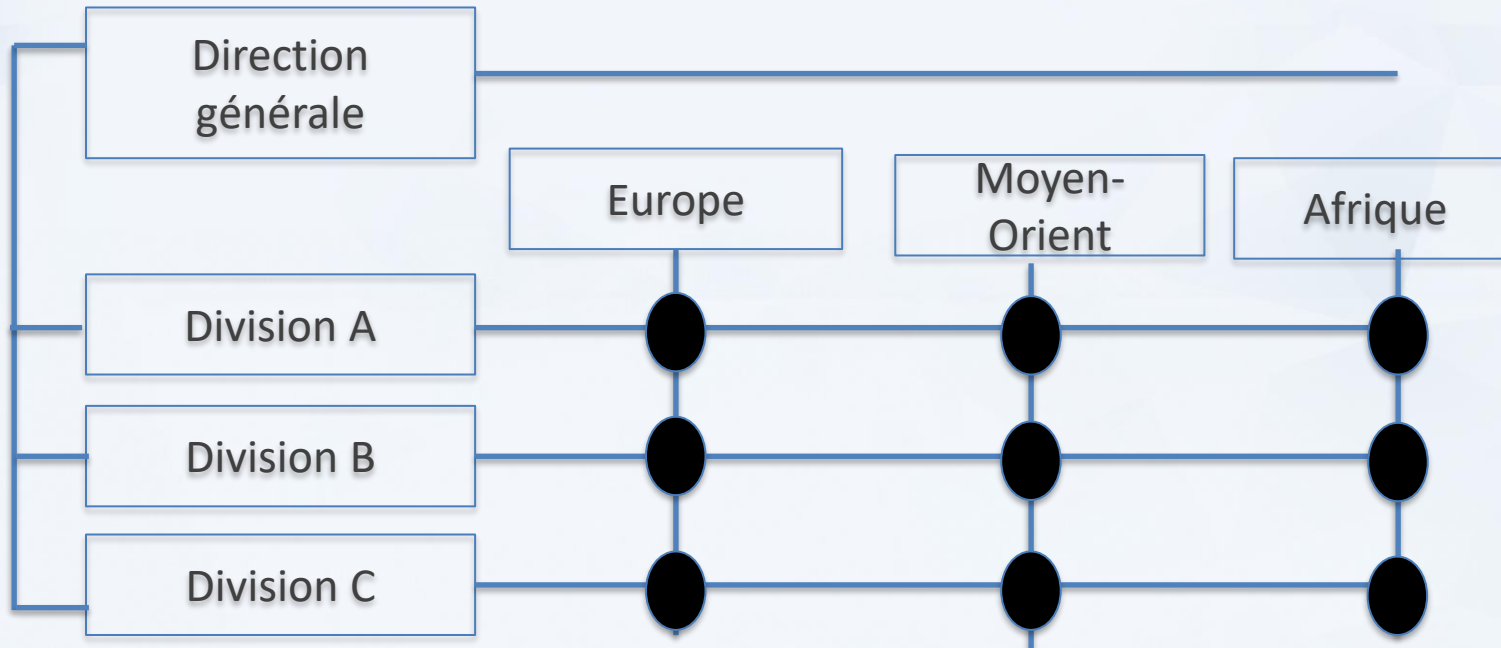 Direction
générale
Europe
Moyen-
Orient
Afrique
Division A
Division B
Division C